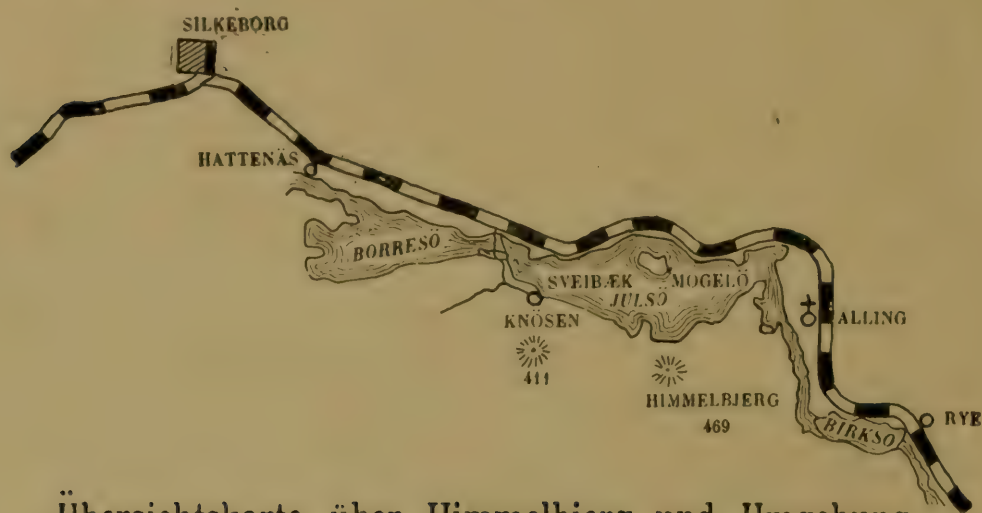 SILKEBORG
HATTENÄS
BORRESÖ
SVEIBÆK
MOGELÖ
JULSÖ
KNÖSEN
411
HIMMELBJERG
469
ALLING
BIRKSÖ
RYE
Übersichtskarte über Himmelbjerg und Umgebung